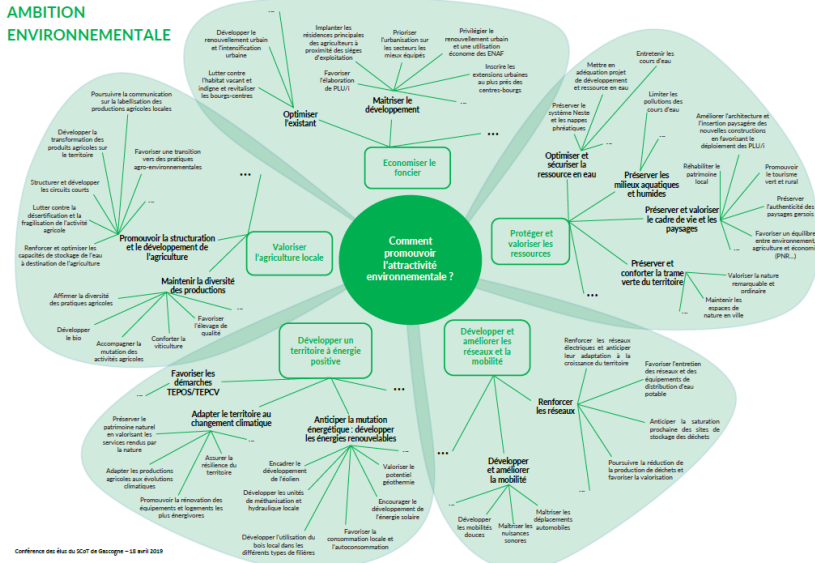 AMBITION
ENVIRONNEMENTALE
Comment
promouvoir
l'attractivité
environnementale ?
Economiser le
foncier
Optimiser
l'existant
Développer le
renouvellement urbain
et l'intensification
urbaine
Lutter contre
l'habitat vacant et
indigne et revitaliser
les bourgs-centres
...
Maitriser le
développement
Implanter les
résidences principales
des agriculteurs à
proximité des sièges
d'exploitation
Favoriser
l'élaboration
de PLU/i
Prioriser
l'urbanisation sur
les secteurs les
mieux équipés
Privilégier le
renouvellement urbain
et une utilisation
économe des ENAF
Inscrire les
extensions urbaines
au plus près des
centres-bourgs
...
...
Protéger et
valoriser les
ressources
Optimiser et
sécuriser la
ressource en eau
Préserver le
système Neste
et les nappes
phréatiques
Mettre en
adéquation projet
de développement
et ressource en eau
...
Préserver les
milieux aquatiques
et humides
Entretenir les
cours d'eau
Limiter les
pollutions des
cours d'eau
...
Préserver et valoriser
le cadre de vie et les
paysages
Améliorer l'architecture et
l'insertion paysagère des
nouvelles constructions
en favorisant le
déploiement des PLU/i
Réhabiliter le
patrimoine
local
Promouvoir
le tourisme
vert et rural
Préserver
l'authenticité des
paysages gersois
Favoriser un équilibre
entre environnement,
agriculture et économi
(PNR...)
...
Préserver et
conforter la trame
verte du territoire
Valoriser la nature
remarquable et
ordinaire
Maintenir les
espaces de
nature en ville
...
...
Développer et
améliorer les
réseaux et la
mobilité
Renforcer
les réseaux
Renforcer les réseaux
électriques et anticiper
leur adaptation à la
croissance du territoire
Favoriser l'entretien
des réseaux et des
équipements de
distribution d'eau
potable
Anticiper la saturation
prochaine des sites de
stockage des déchets
Poursuivre la réduction de
la production de déchets et
favoriser la valorisation
...
Développer
et améliorer
la mobilité
Développer
les mobilités
douces
Maîtriser les
nuisances
sonores
Maîtriser les
déplacements
automobiles
...
...
Développer un
territoire à énergie
positive
Favoriser les
démarches
TEPOS/TEPCV
...
Adapter le territoire au
changement climatique
Préserver le
patrimoine naturel
en valorisant les
services rendus par
la nature
Adapter les productions
agricoles aux évolutions
climatiques
Promouvoir la rénovation des
équipements et logements les
plus énergivores
Assurer la
résilience du
territoire
...
Anticiper la mutation
énergétique : développer
les énergies renouvelables
Encadrer le
développement
de l'éolien
Développer les unités
de méthanisation et
hydraulique locale
Développer l'utilisation du
bois local dans les
différents types de filières
Favoriser la
consommation locale et
l'autoconsommation
Encourager le
développement de
l'énergie solaire
Valoriser le
potentiel
géothermie
...
...
Valoriser
l'agriculture locale
Promouvoir la structuration
et le développement de
l'agriculture
Poursuivre la communication
sur la labellisation des
productions agricoles locales
Développer la
transformation des
produits agricoles sur
le territoire
Favoriser une transition
vers des pratiques
agro-environnementales
Structurer et développer
les circuits courts
Lutter contre la
désertification et la
fragilisation de l'activité
agricole
Renforcer et optimiser les
capacités de stockage de l'eau
à destination de l'agriculture
...
Maintenir la diversité
des productions
Affirmer la diversité
des pratiques agricoles
Développer
le bio
Accompagner la
mutation des
activités agricoles
Conforter la
viticulture
Favoriser
l'élevage de
qualité
...
...
Conférence des élus du SCoT de Gascogne – 18 avril 2019